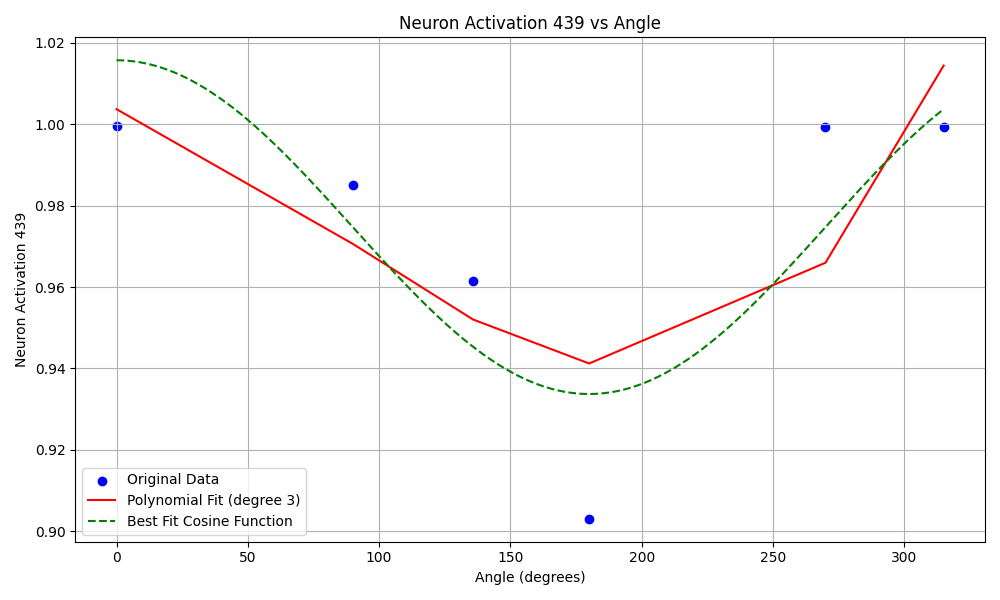 Neuron Activation 439 vs Angle
Neuron Activation 439
1.02
1.00
0.98
0.96
0.94
0.92
0.90
Original Data
Polynomial Fit (degree 3)
Best Fit Cosine Function
0
50
100
150
200
250
300
Angle (degrees)